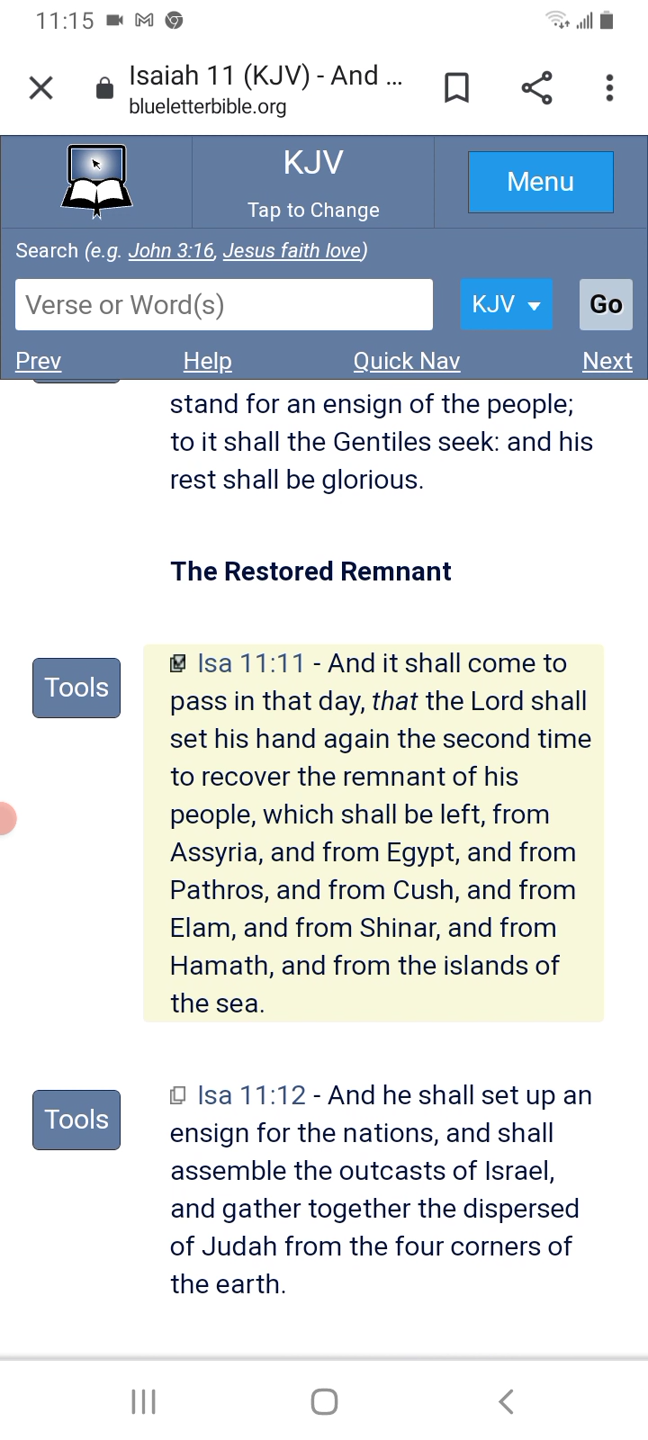 11:15
Isaiah 11 (KJV) - And ...
blueletterbible.org
KJV
Tap to Change
Menu
Search (e.g. John 3:16, Jesus faith love)
Verse or Word(s)
KJV
Go
Prev
Help
Quick Nav
Next
stand for an ensign of the people;
to it shall the Gentiles seek: and his
rest shall be glorious.
The Restored Remnant
Tools
Isa 11:11 - And it shall come to
pass in that day, that the Lord shall
set his hand again the second time
to recover the remnant of his
people, which shall be left, from
Assyria, and from Egypt, and from
Pathros, and from Cush, and from
Elam, and from Shinar, and from
Hamath, and from the islands of
the sea.
Tools
Isa 11:12 - And he shall set up an
ensign for the nations, and shall
assemble the outcasts of Israel,
and gather together the dispersed
of Judah from the four corners of
the earth.